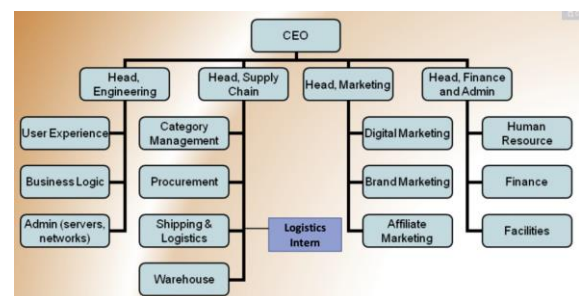 CEO
Head,
Engineering
Head, Supply
Chain
Head, Marketing
Head, Finance
and Admin
User Experience
Business Logic
Admin (servers,
networks)
Category
Management
Procurement
Shipping &
Logistics
Warehouse
Logistics
Intern
Digital Marketing
Brand Marketing
Affiliate
Marketing
Human
Resource
Finance
Facilities